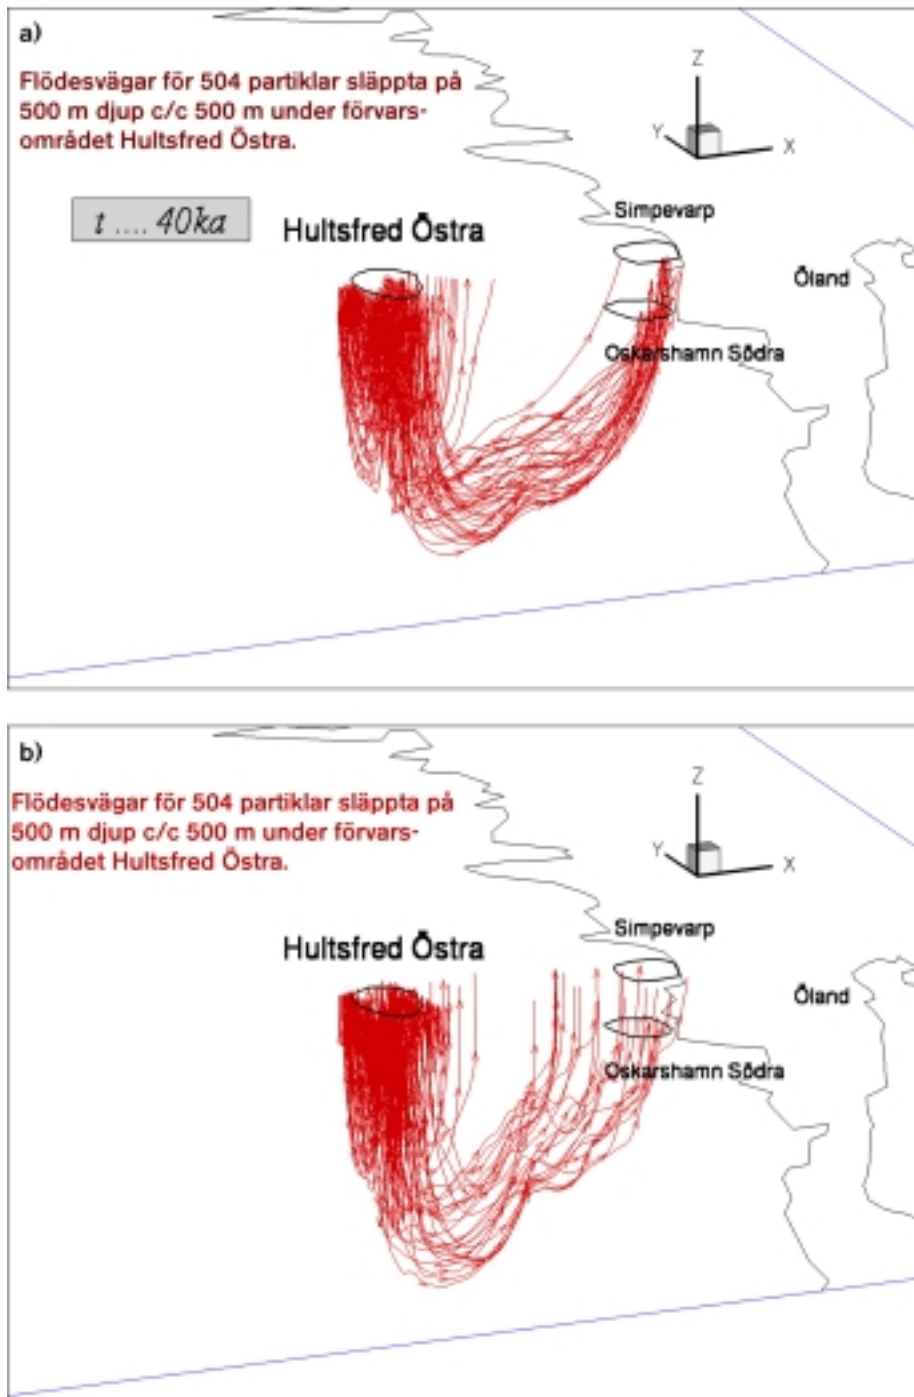 a)
Flödesvägar för 504 partiklar släppta på
500 m djup c/c 500 m under förvars-
området Hultsfred Östra.
Z
Y
X
t .... 40ka
Hultsfred Östra
Simpevarp
Öland
Oskarshamn Södra
b)
Flödesvägar för 504 partiklar släppta på
500 m djup c/c 500 m under förvars-
området Hultsfred Östra.
Z
Y
X
Hultsfred Östra
Simpevarp
Öland
Oskarshamn Södra